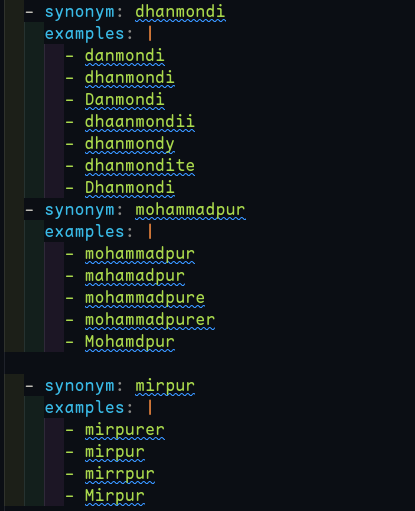 - synonym: dhanmondi
examples: |
- danmondi
- dhanmondi
- Danmondi
- dhaanmondii
- dhanmondy
- dhanmondite
- Dhanmondi
- synonym: mohammadpur
examples: |
- mohammadpur
- mahamadpur
- mohammadpure
- mohammadpurer
- Mohamdpur
- synonym: mirpur
examples: |
- mirpurer
- mirpur
- mirrpur
- Mirpur